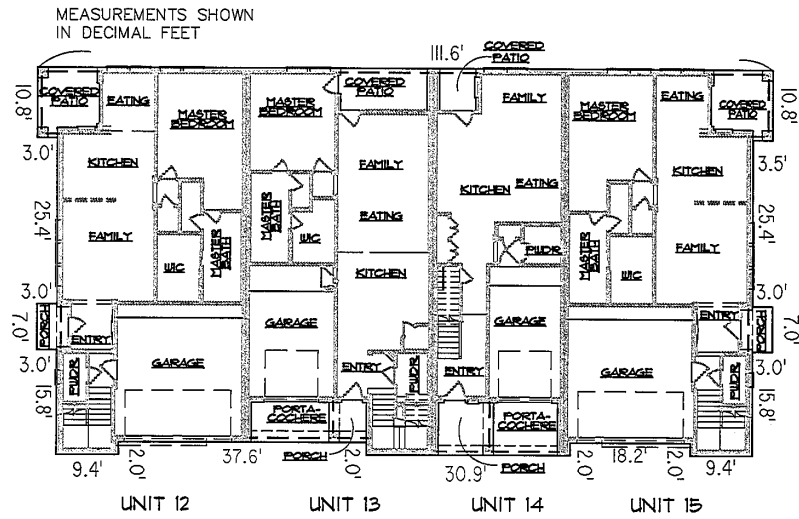 MEASUREMENTS SHOWN
IN DECIMAL FEET
111.6'
COVERED
PATIO
10.8'
COVERED
PATIO
EATING
MASTER
BEDROOM
MASTER
BEDROOM
COVERED
PATIO
FAMILY
MASTER
BEDROOM
EATING
COVERED
PATIO
10.8'
3.0'
KITCHEN
FAMILY
KITCHEN
EATING
KITCHEN
3.5'
25.4'
FAMILY
MASTER
BATH
WIC
MASTER
BATH
WIC
EATING
PWDR
MASTER
BATH
WIC
FAMILY
25.4'
KITCHEN
3.0'
3.0'
7.0'
PORCH
ENTRY
GARAGE
GARAGE
GARAGE
ENTRY
PORCH
7.0'
3.0'
PWDR
GARAGE
ENTRY
PWDR
ENTRY
GARAGE
PWDR
3.0'
15.8'
PORTA-
COCHERE
PORTA-
COCHERE
15.8'
9.4'
2.0'
37.6'
PORCH
2.0'
30.9'
PORCH
2.0'
18.2'
2.0'
9.4'
UNIT 12
UNIT 13
UNIT 14
UNIT 15